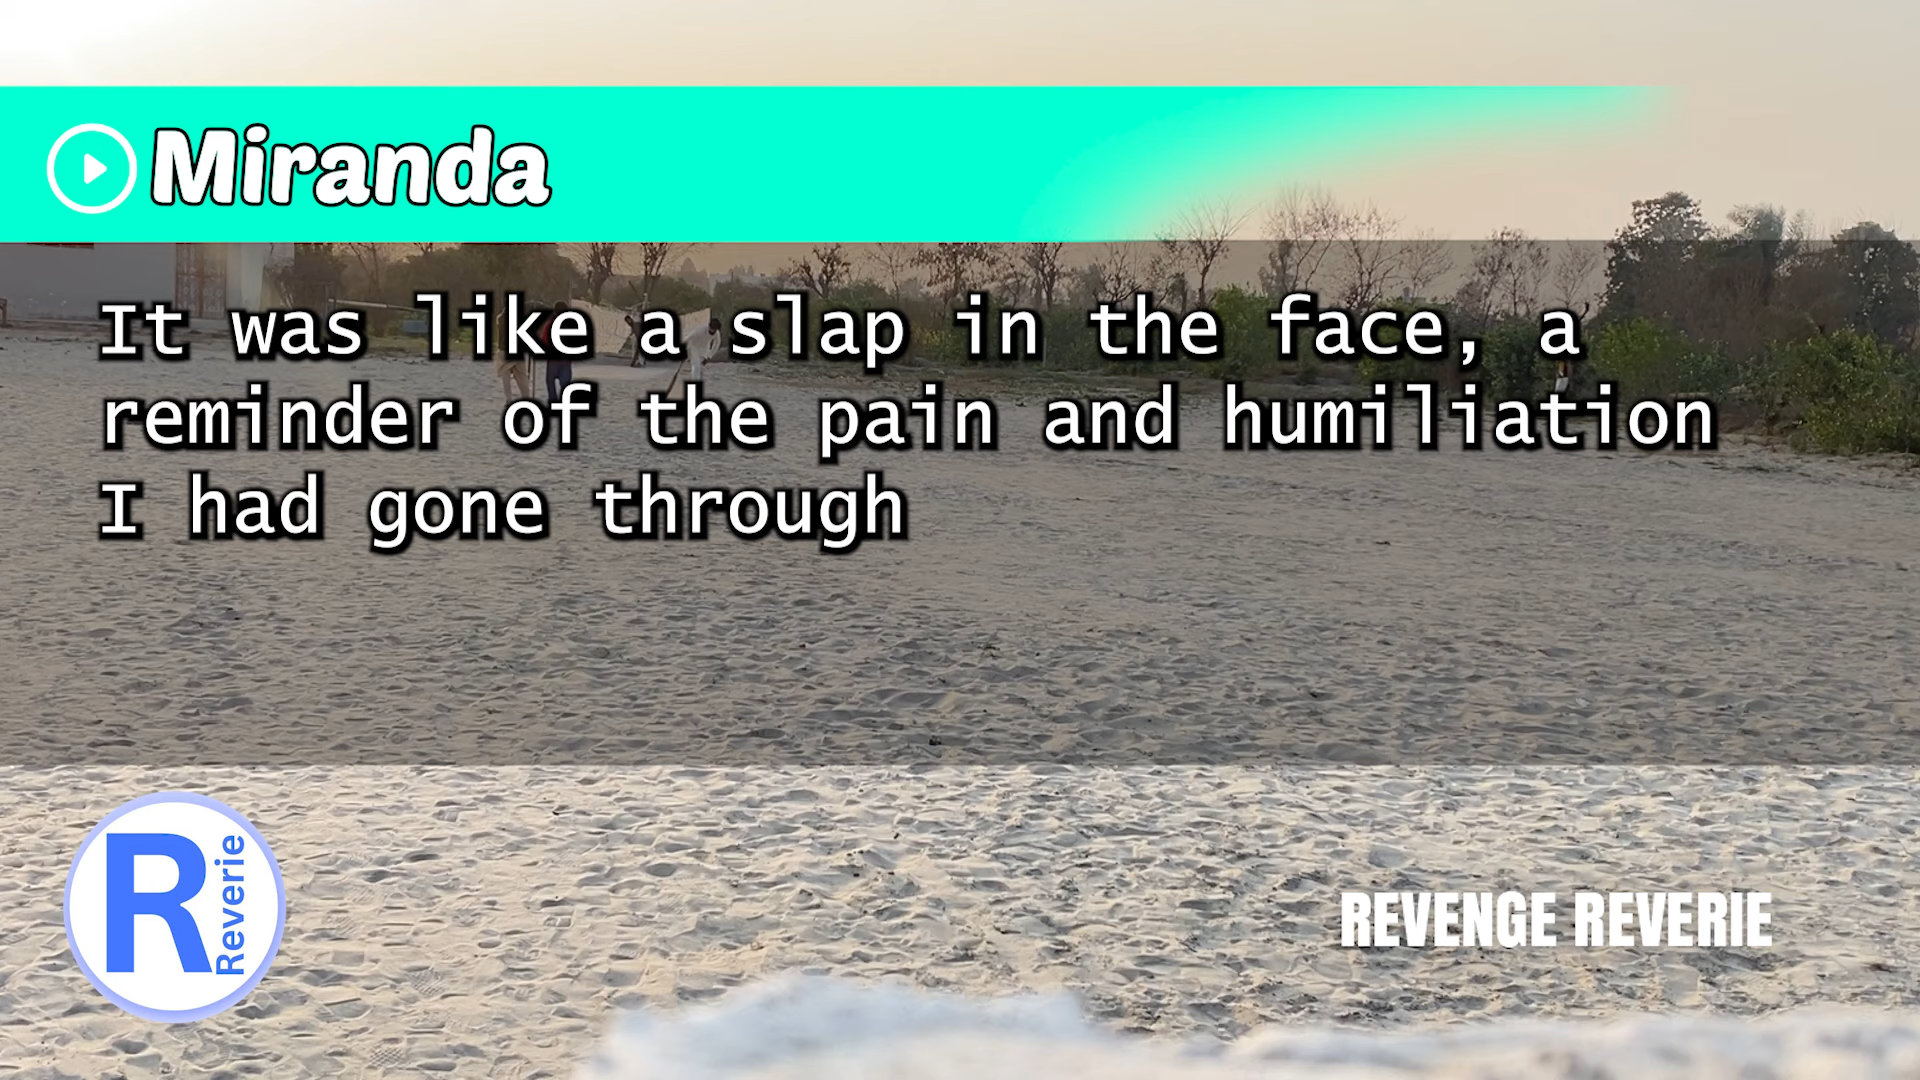 Miranda
It was like a slap in the face, a
reminder of the pain and humiliation
I had gone through
R
Reverie
REVENGE REVERIE